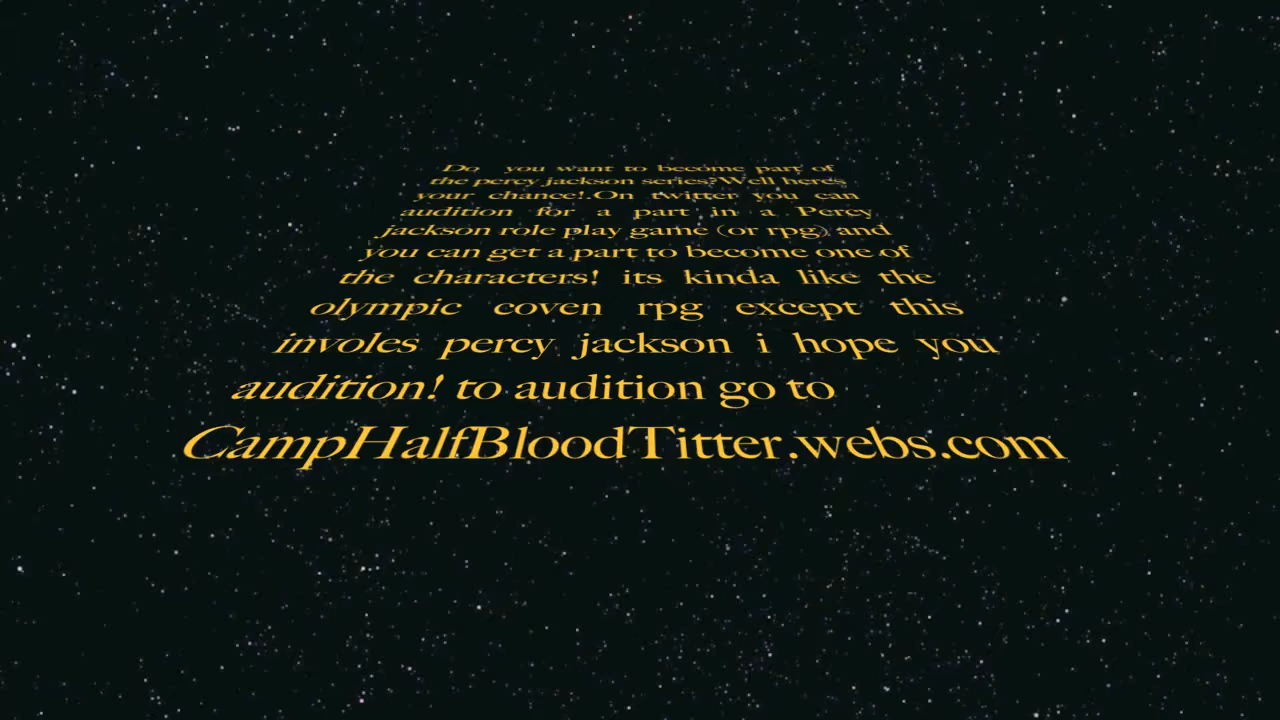 Do you want to become part of
the percy jackson series?Well heres
your chance!.On twitter you can
audition for a part in a Percy
jackson role play game (or rpg) and
you can get a part to become one of
the characters! its kinda like the
olympic coven rpg except this
involes percy jackson i hope you
audition! to audition go to
CampHalfBloodTitter.webs.com